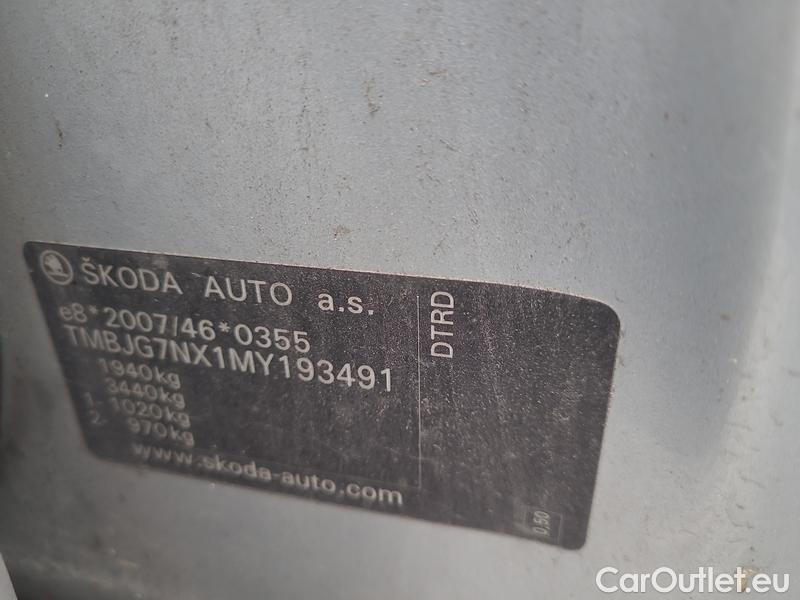 ŠKODA AUTO a.s.
e8*2007/46*0355
TMBJG7NX1MY193491
1940kg
3440kg
1. 1020kg
2. 970kg
www.skoda-auto.com
DTRD
0,50
CarOutlet.eu